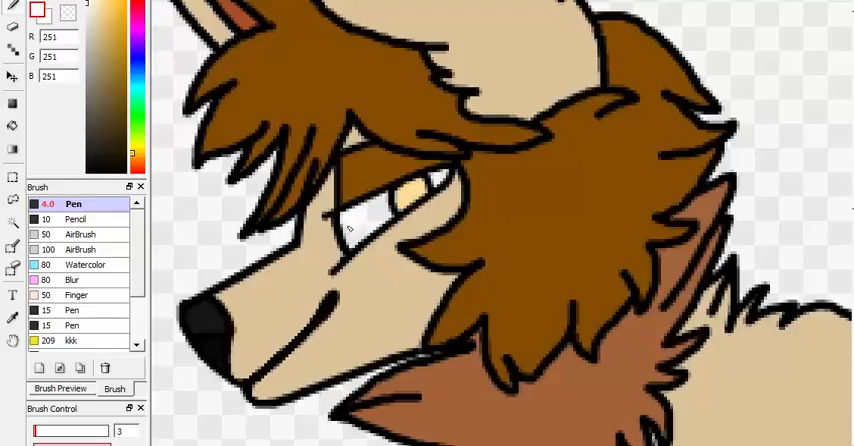 R 251
G 251
B 251
Brush
4.0 Pen
10 Pencil
50 AirBrush
100 AirBrush
80 Watercolor
80 Blur
50 Finger
15 Pen
15 Pen
209 kkk
Brush Preview Brush
Brush Control
3
T